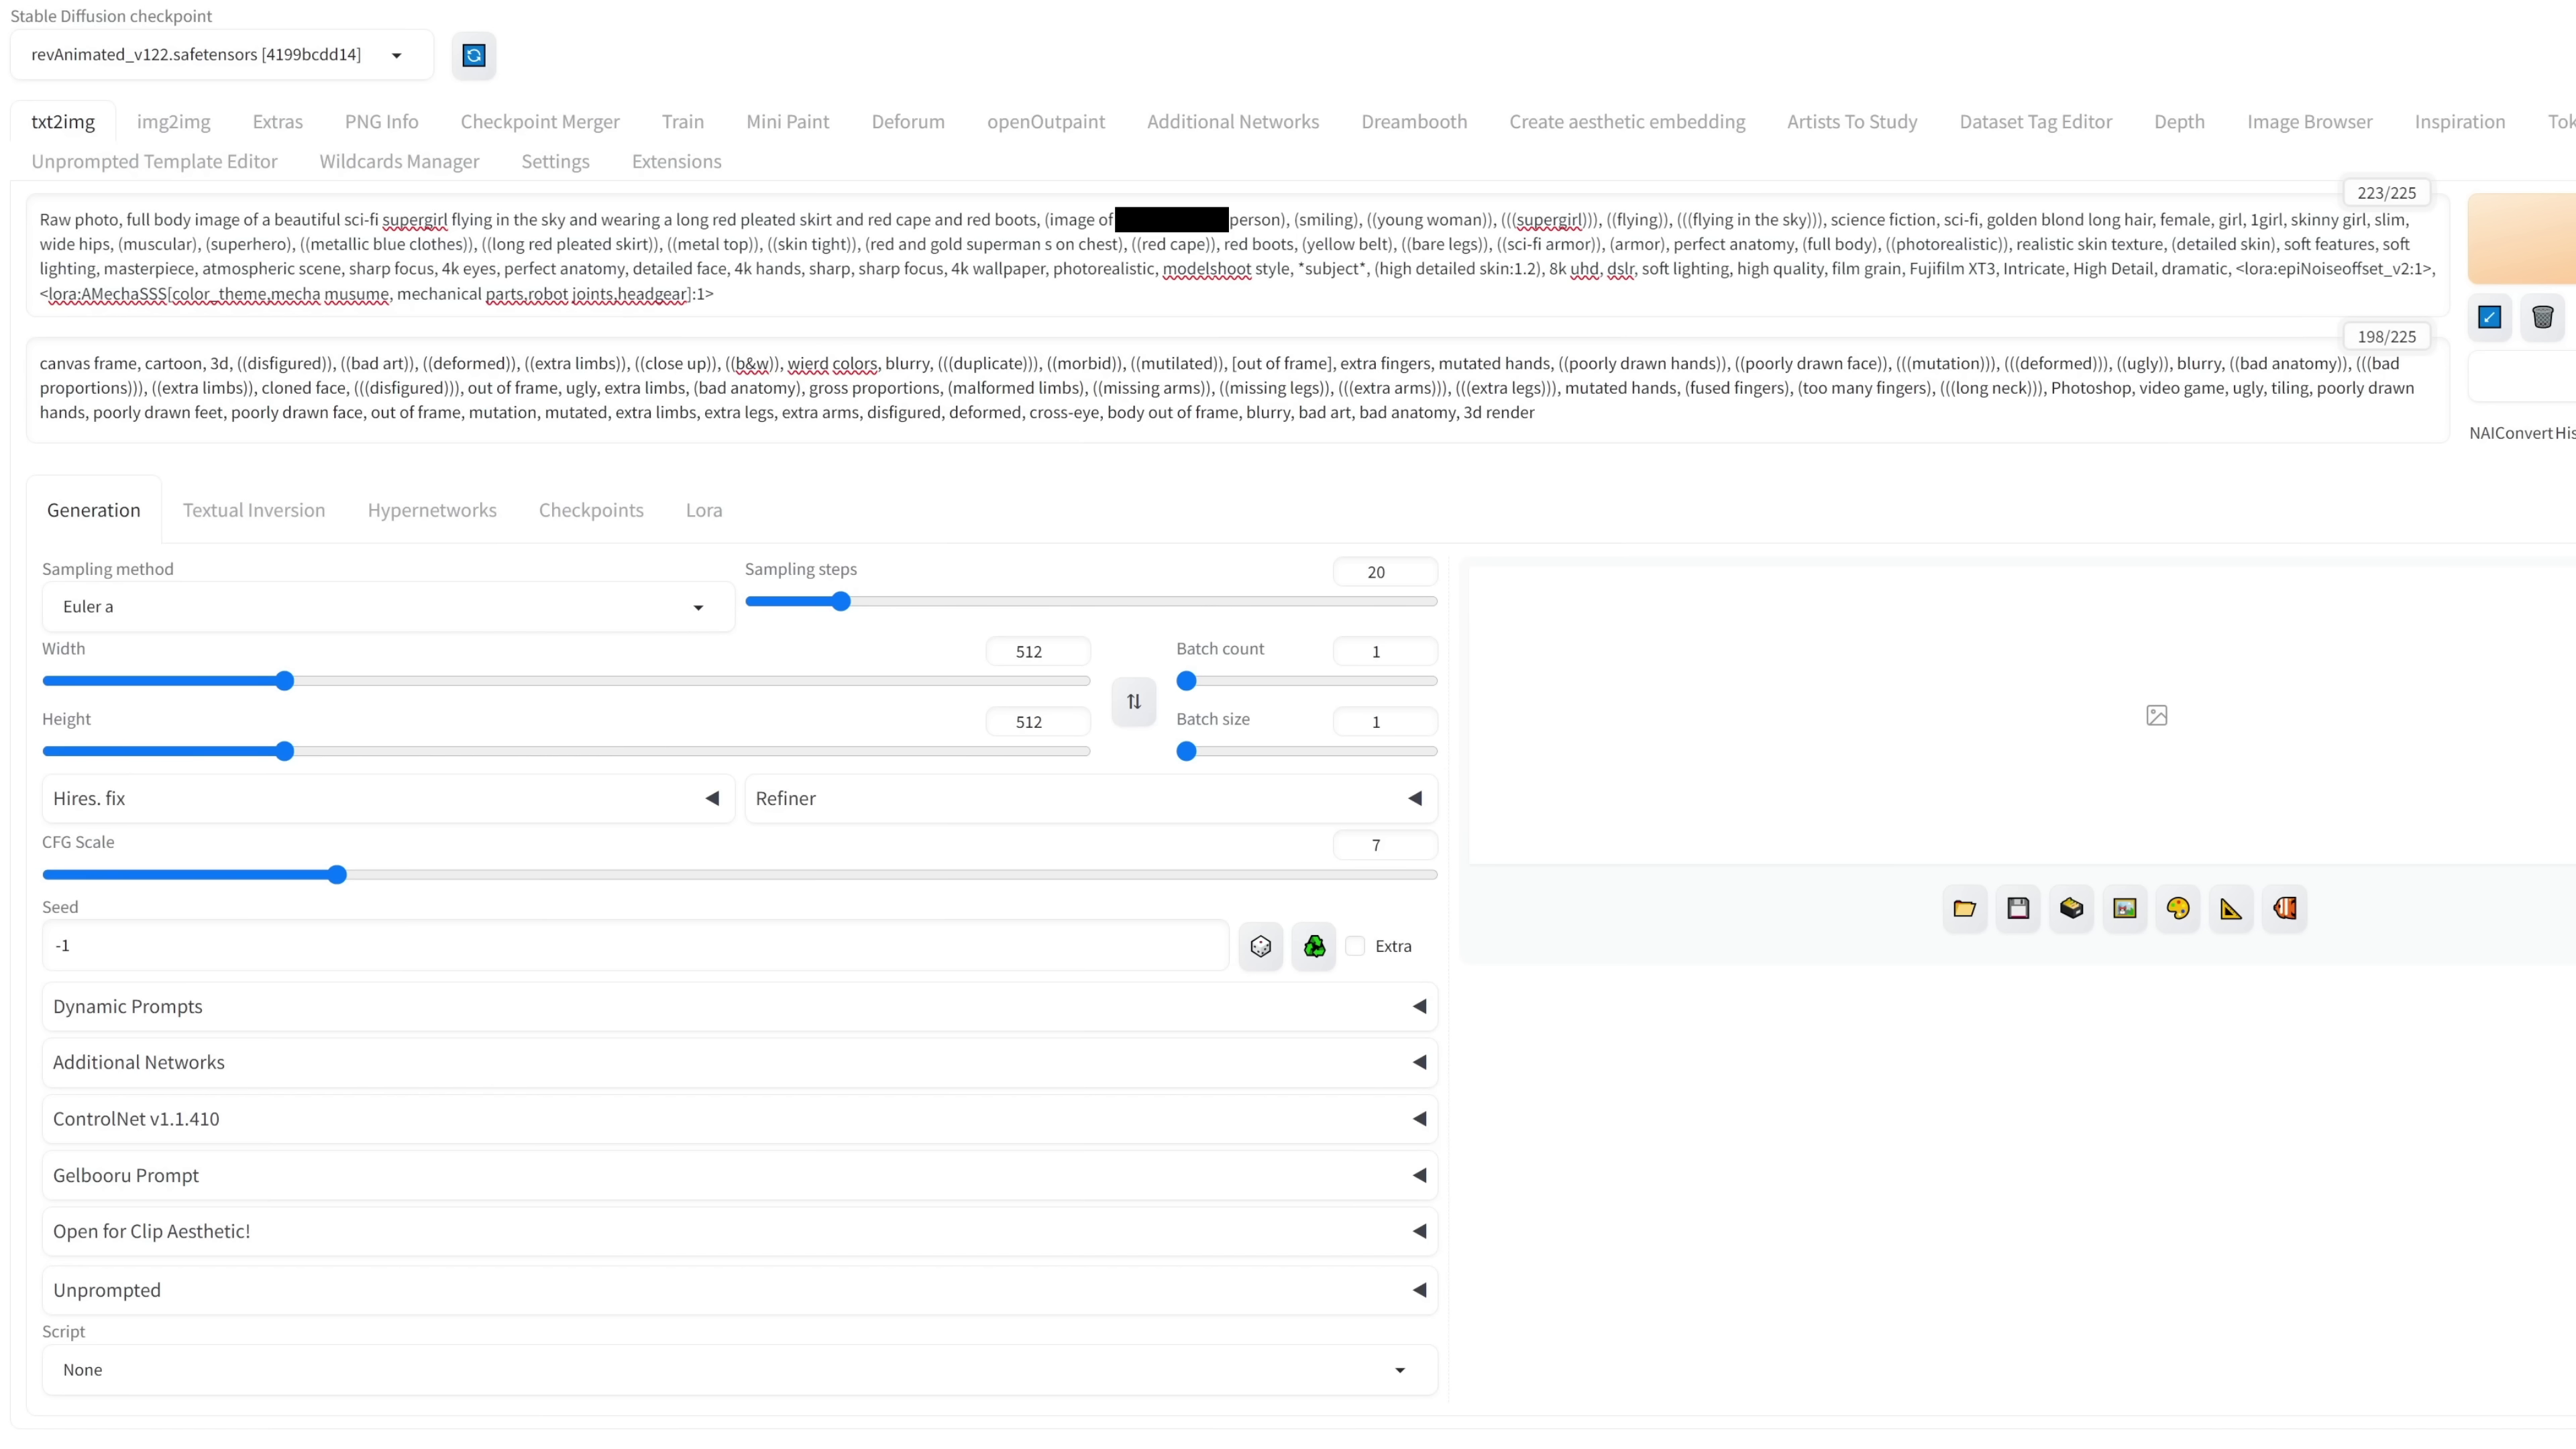 Stable Diffusion checkpoint
revAnimated_v122.safetensors [4199bcdd14]
txt2img img2img Extras PNG Info Checkpoint Merger Train Mini Paint Deforum openOutpaint Additional Networks Dreambooth Create aesthetic embedding Artists To Study Dataset Tag Editor Depth Image Browser Inspiration Tok
Unprompted Template Editor Wildcards Manager Settings Extensions
223/225
Raw photo, full body image of a beautiful sci-fi supergirl flying in the sky and wearing a long red pleated skirt and red cape and red boots, (image of person), (smiling), ((young woman)), (((supergirl))), ((flying)), (((flying in the sky))), science fiction, sci-fi, golden blond long hair, female, girl, 1girl, skinny girl, slim,
wide hips, (muscular), (superhero), ((metallic blue clothes)), ((long red pleated skirt)), ((metal top)), ((skin tight)), (red and gold superman s on chest), ((red cape)), red boots, (yellow belt), ((bare legs)), ((sci-fi armor)), (armor), perfect anatomy, (full body), ((photorealistic)), realistic skin texture, (detailed skin), soft features, soft
lighting, masterpiece, atmospheric scene, sharp focus, 4k eyes, perfect anatomy, detailed face, 4k hands, sharp, sharp focus, 4k wallpaper, photorealistic, modelshoot style, *subject*, (high detailed skin:1.2), 8k uhd, dslr, soft lighting, high quality, film grain, Fujifilm XT3, Intricate, High Detail, dramatic, <lora:epiNoiseoffset_v2:1>,
<lora:AMechaSSS[color_theme,mecha musume, mechanical parts,robot joints,headgear]:1>
198/225
canvas frame, cartoon, 3d, ((disfigured)), ((bad art)), ((deformed)), ((extra limbs)), ((close up)), ((b&w)), wierd colors, blurry, (((duplicate))), ((morbid)), ((mutilated)), [out of frame], extra fingers, mutated hands, ((poorly drawn hands)), ((poorly drawn face)), (((mutation))), (((deformed))), ((ugly)), blurry, ((bad anatomy)), (((bad
proportions))), ((extra limbs)), cloned face, (((disfigured))), out of frame, ugly, extra limbs, (bad anatomy), gross proportions, (malformed limbs), ((missing arms)), ((missing legs)), (((extra arms))), (((extra legs))), mutated hands, (fused fingers), (too many fingers), (((long neck))), Photoshop, video game, ugly, tiling, poorly drawn
hands, poorly drawn feet, poorly drawn face, out of frame, mutation, mutated, extra limbs, extra legs, extra arms, disfigured, deformed, cross-eye, body out of frame, blurry, bad art, bad anatomy, 3d render
NAIConvert His
Generation Textual Inversion Hypernetworks Checkpoints Lora
Sampling method Sampling steps 20
Euler a
Width 512 Batch count 1
Height 512 Batch size 1
Hires. fix Refiner
CFG Scale 7
Seed
-1 Extra
Dynamic Prompts
Additional Networks
ControlNet v1.1.410
Gelbooru Prompt
Open for Clip Aesthetic!
Unprompted
Script
None